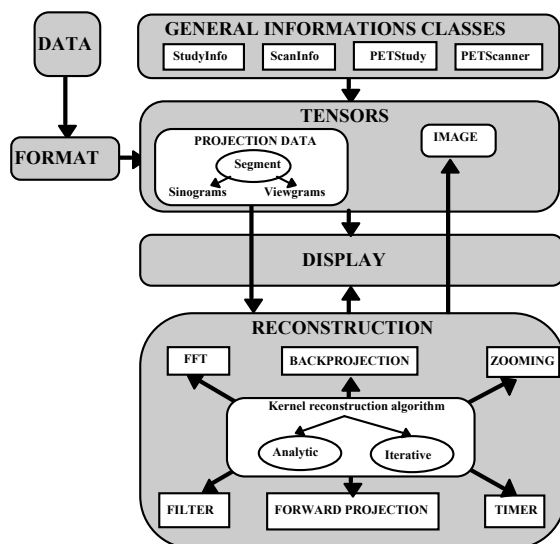 DATA
GENERAL INFORMATIONS CLASSES
StudyInfo
ScanInfo
PETStudy
PETScanner
FORMAT
TENSORS
PROJECTION DATA
Segment
Sinograms
Viewgrams
IMAGE
DISPLAY
RECONSTRUCTION
FFT
BACKPROJECTION
ZOOMING
Kernel reconstruction algorithm
Analytic
Iterative
FILTER
FORWARD PROJECTION
TIMER